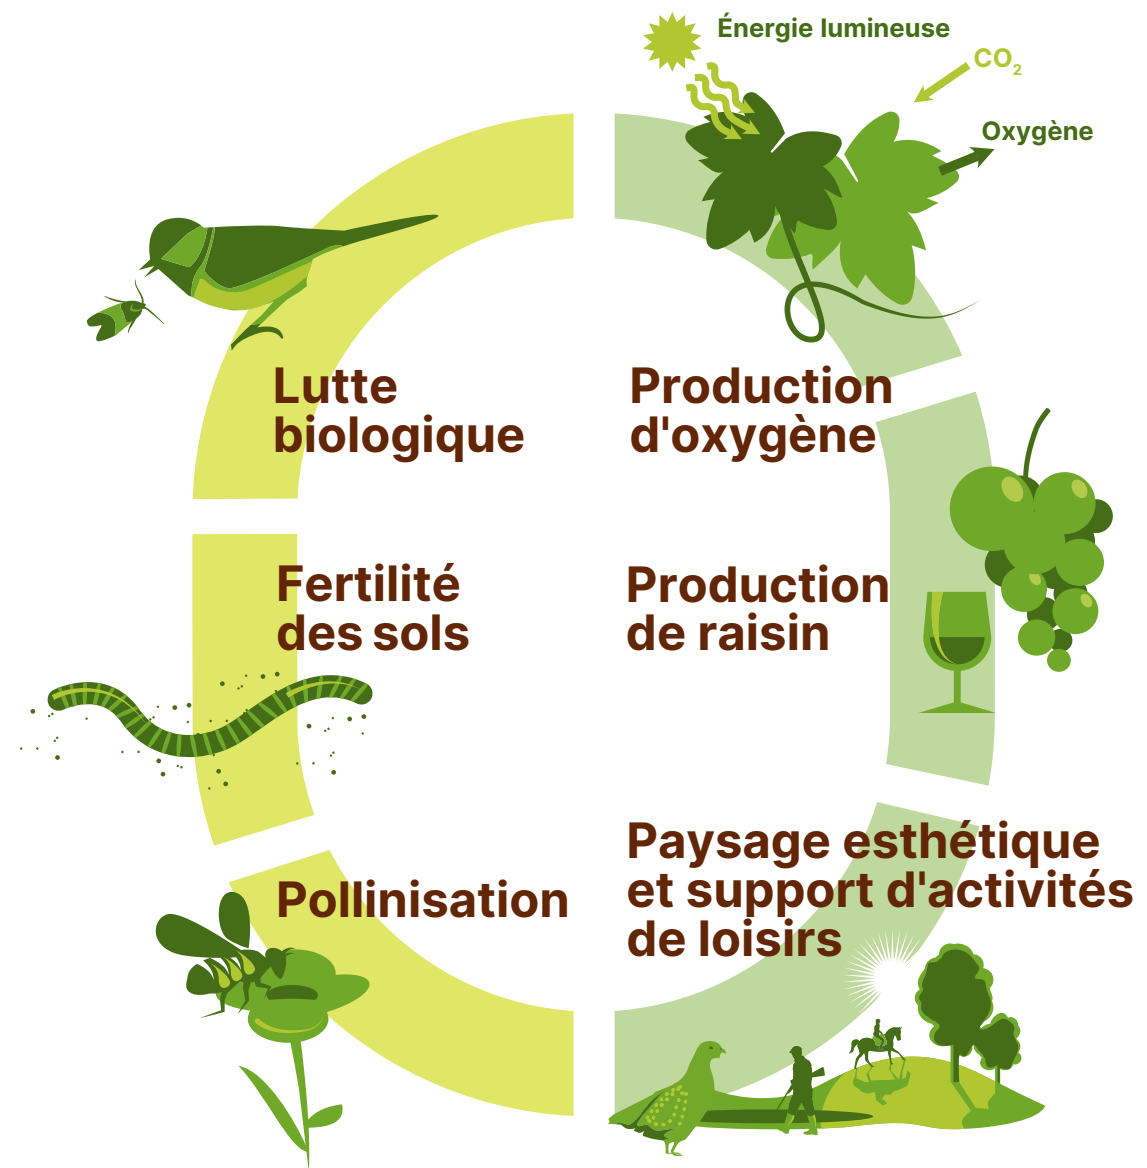 Énergie lumineuse
CO₂
Oxygène
Lutte
biologique
Production
d'oxygène
Fertilité
des sols
Production
de raisin
Pollinisation
Paysage esthétique
et support d'activités
de loisirs